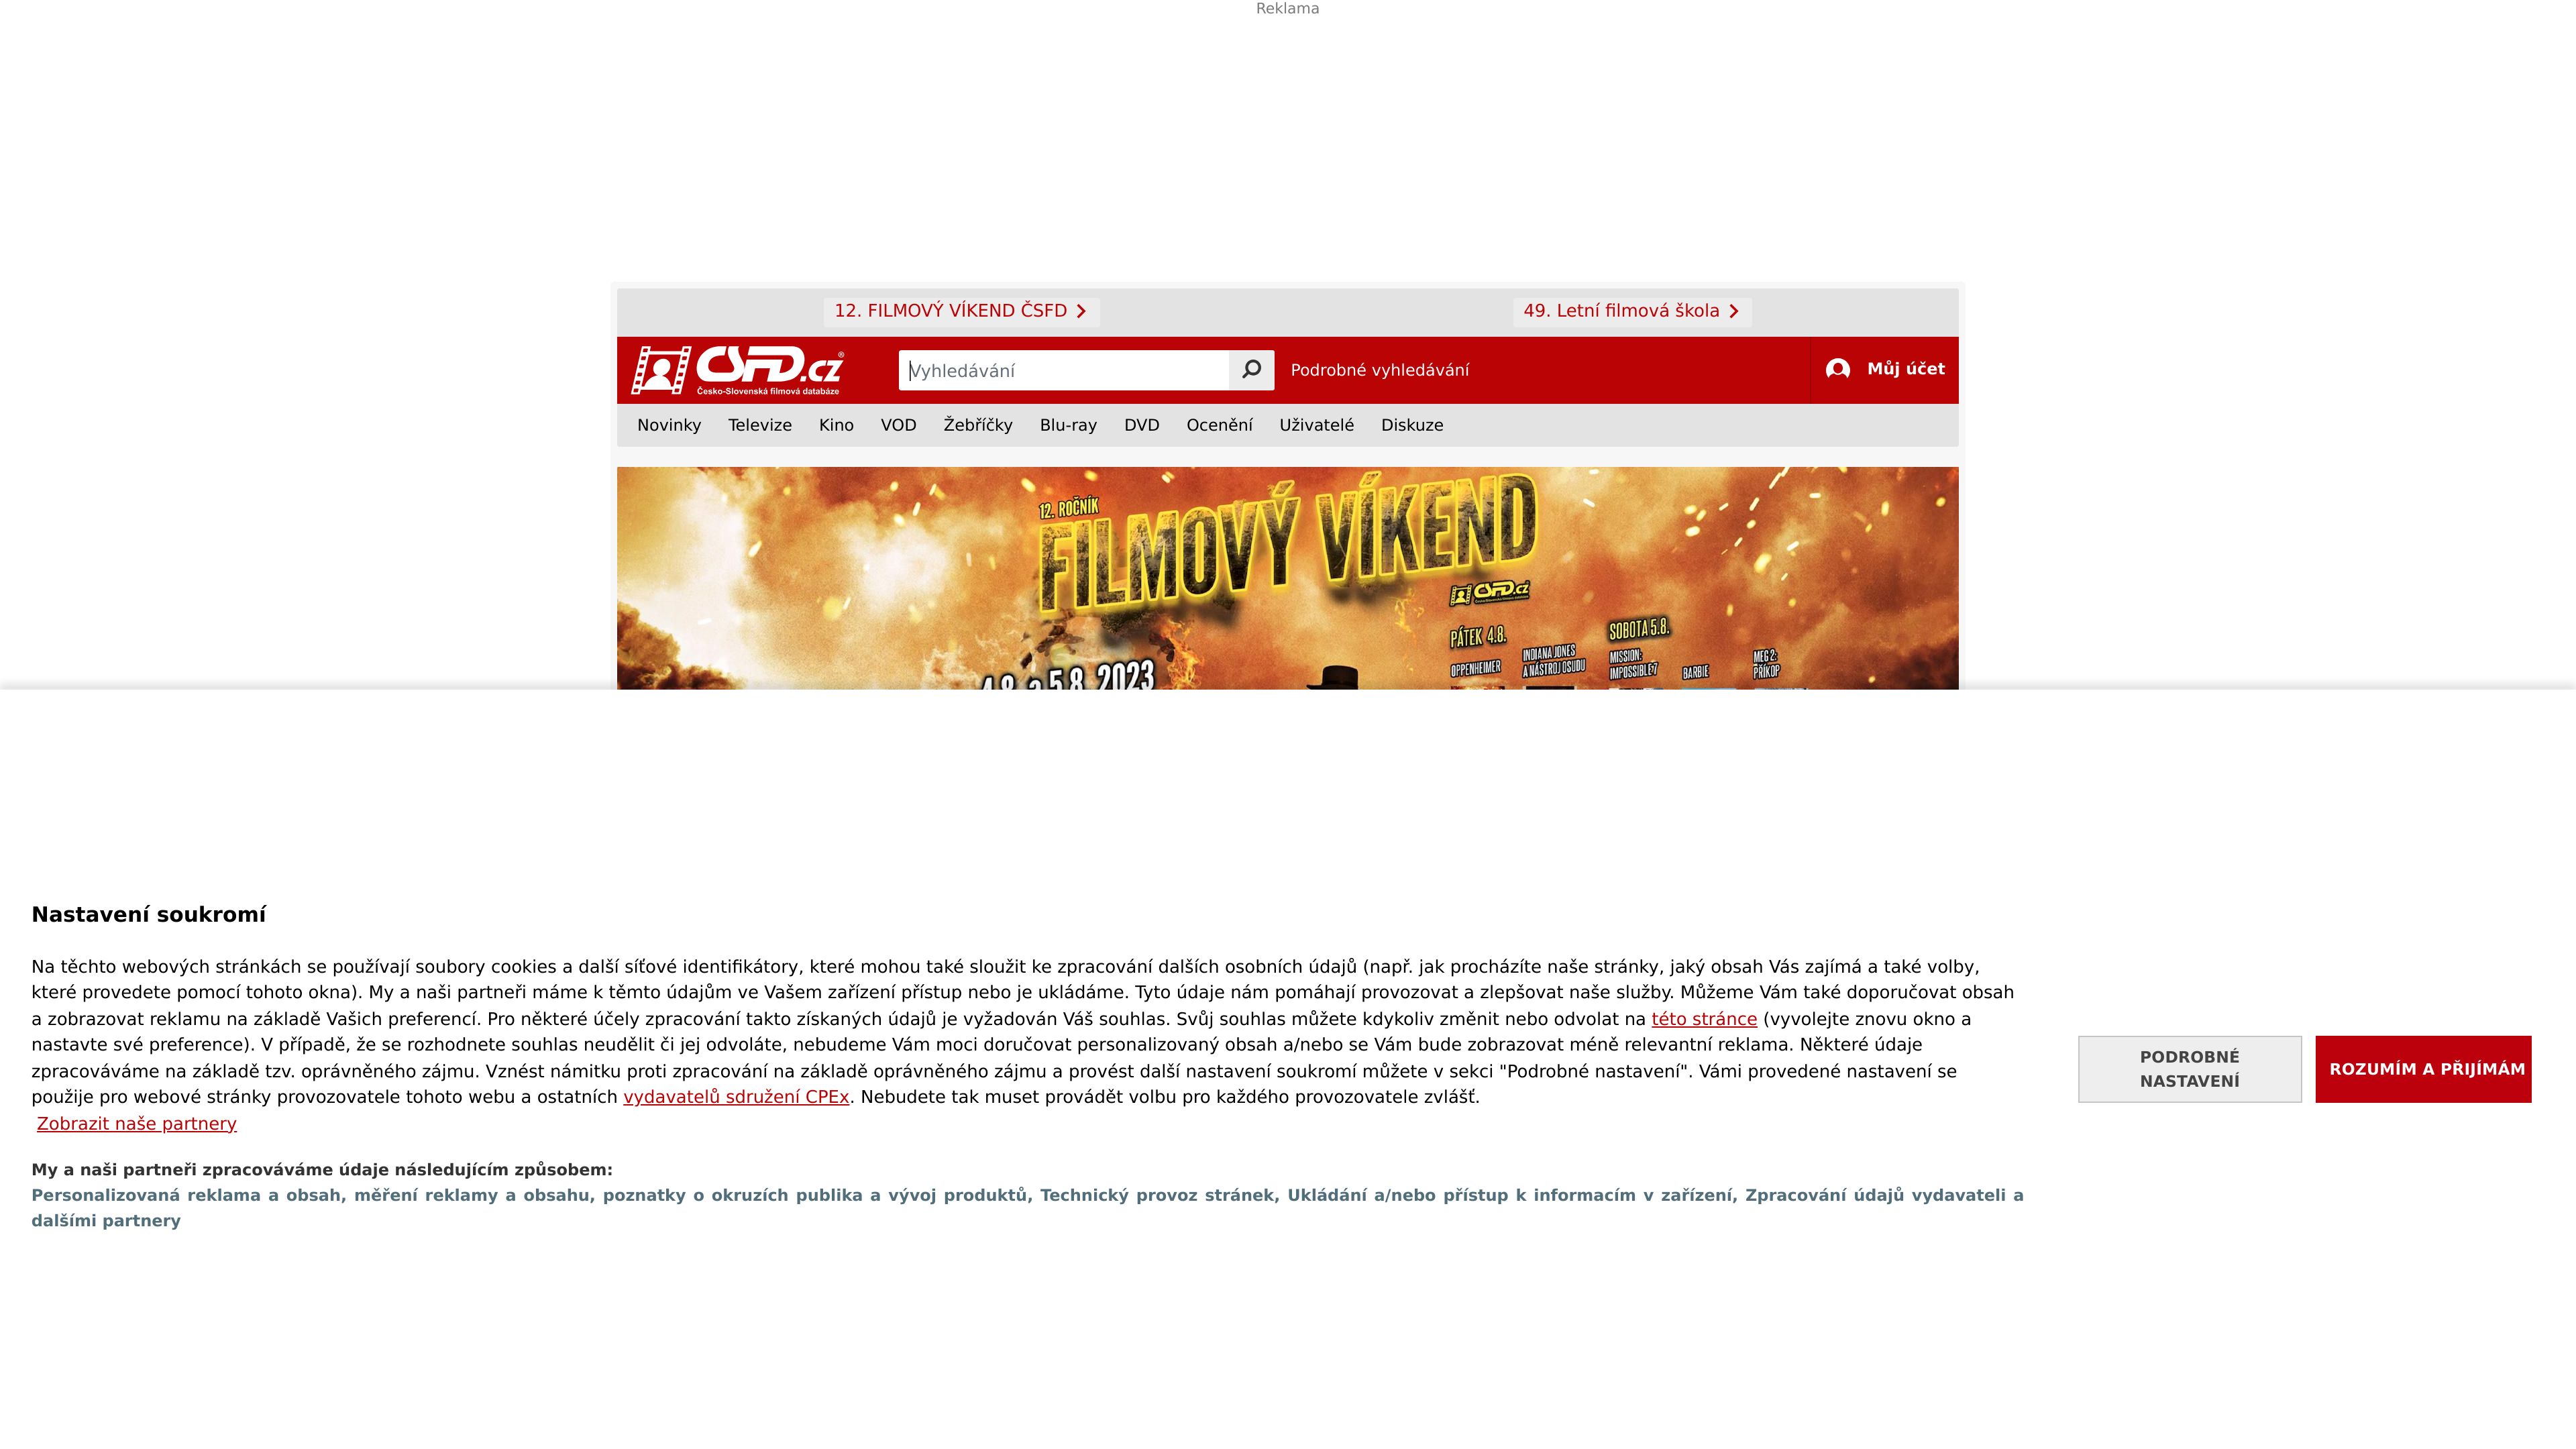 Reklama
12. FILMOVÝ VÍKEND ČSFD
49. Letní filmová škola
ČSFD.cz
Česko-Slovenská filmová databáze
Vyhledávání
Podrobné vyhledávání
Můj účet
Novinky Televize Kino VOD Žebříčky Blu-ray DVD Ocenění Uživatelé Diskuze
12. ROČNÍK
FILMOVÝ VÍKEND
ČSFD.cz
PÁTEK 4.8.
SOBOTA 5.8.
OPPENHEIMER
INDIANA JONES
A NÁSTROJ OSUDU
MISSION:
IMPOSSIBLE 7
BARBIE
MEG 2:
PŘÍKOP
4.8. a 5.8. 2023
Nastavení soukromí
Na těchto webových stránkách se používají soubory cookies a další síťové identifikátory, které mohou také sloužit ke zpracování dalších osobních údajů (např. jak procházíte naše stránky, jaký obsah Vás zajímá a také volby,
které provedete pomocí tohoto okna). My a naši partneři máme k těmto údajům ve Vašem zařízení přístup nebo je ukládáme. Tyto údaje nám pomáhají provozovat a zlepšovat naše služby. Můžeme Vám také doporučovat obsah
a zobrazovat reklamu na základě Vašich preferencí. Pro některé účely zpracování takto získaných údajů je vyžadován Váš souhlas. Svůj souhlas můžete kdykoliv změnit nebo odvolat na této stránce (vyvolejte znovu okno a
nastavte své preference). V případě, že se rozhodnete souhlas neudělit či jej odvoláte, nebudeme Vám moci doručovat personalizovaný obsah a/nebo se Vám bude zobrazovat méně relevantní reklama. Některé údaje
zpracováváme na základě tzv. oprávněného zájmu. Vznést námitku proti zpracování na základě oprávněného zájmu a provést další nastavení soukromí můžete v sekci "Podrobné nastavení". Vámi provedené nastavení se
použije pro webové stránky provozovatele tohoto webu a ostatních vydavatelů sdružení CPEx. Nebudete tak muset provádět volbu pro každého provozovatele zvlášť.
Zobrazit naše partnery
My a naši partneři zpracováváme údaje následujícím způsobem:
Personalizovaná reklama a obsah, měření reklamy a obsahu, poznatky o okruzích publika a vývoj produktů, Technický provoz stránek, Ukládání a/nebo přístup k informacím v zařízení, Zpracování údajů vydavateli a
dalšími partnery
PODROBNÉ
NASTAVENÍ
ROZUMÍM A PŘIJÍMÁM